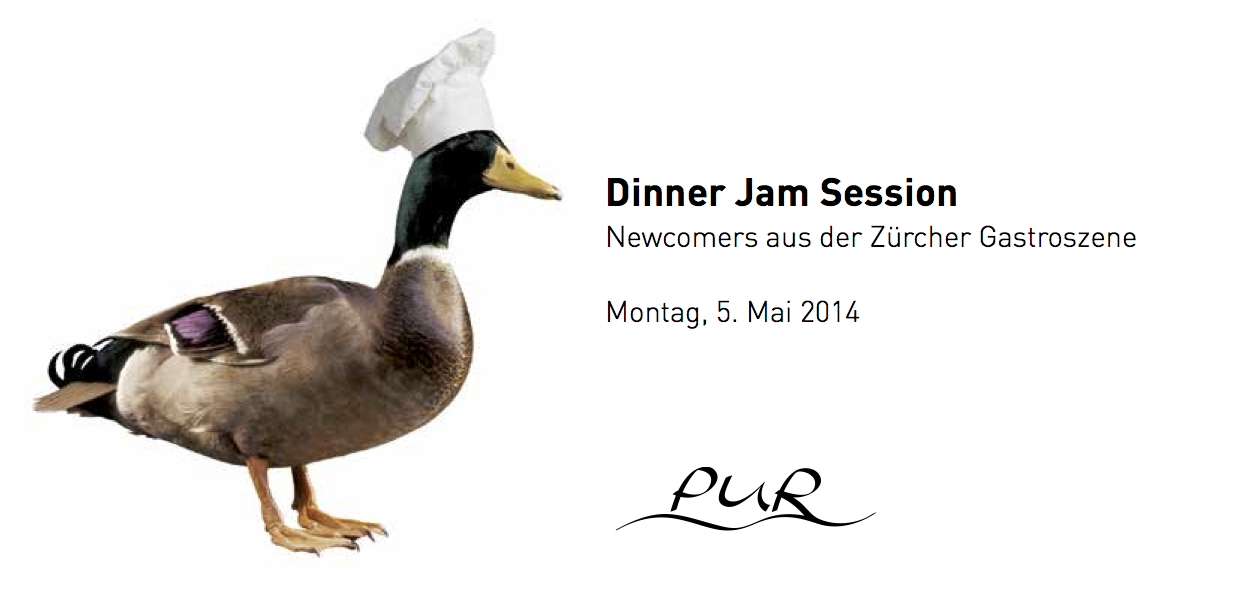 Dinner Jam Session
Newcomers aus der Zürcher Gastroszene
Montag, 5. Mai 2014
PUR